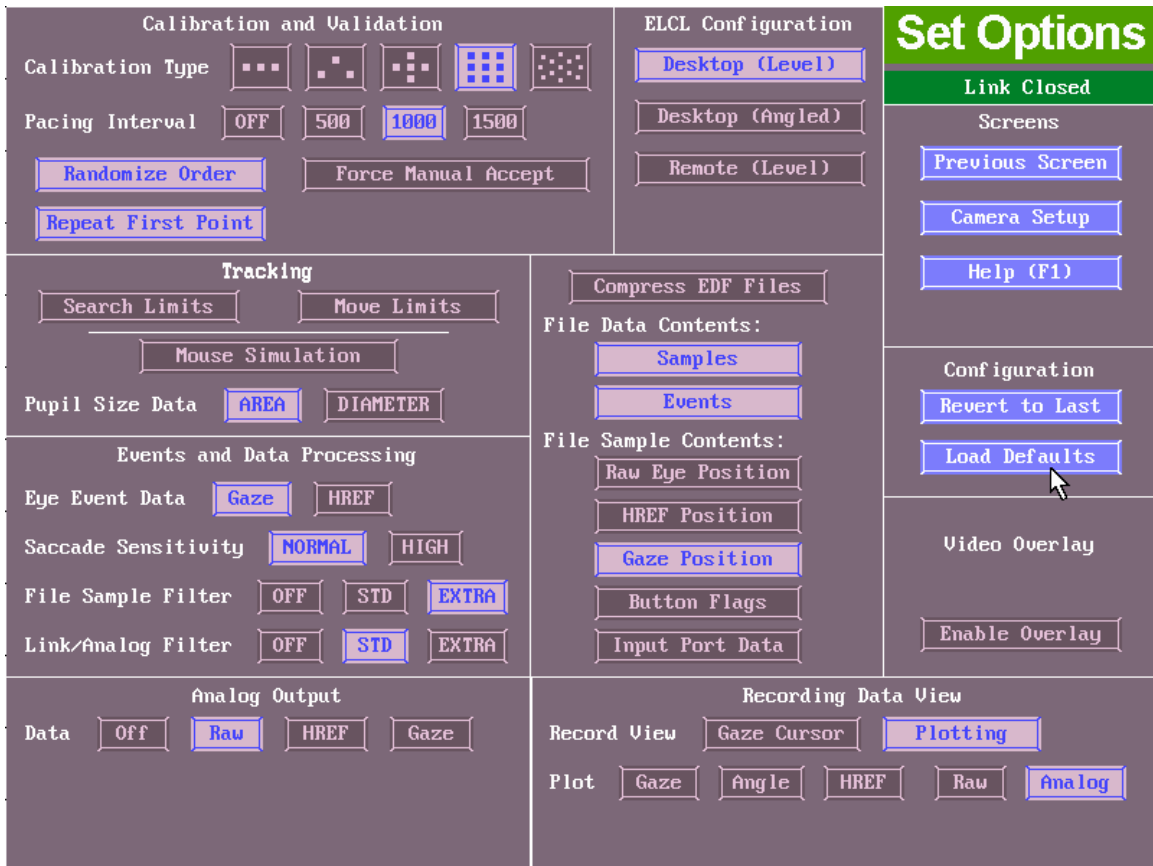 Calibration and Validation
Calibration Type
Pacing Interval OFF 500 1000 1500
Randomize Order Force Manual Accept
Repeat First Point
ELCL Configuration
Desktop (Level)
Desktop (Angled)
Remote (Level)
Set Options
Link Closed
Screens
Previous Screen
Camera Setup
Help (F1)
Tracking
Search Limits Move Limits
Mouse Simulation
Pupil Size Data AREA DIAMETER
Compress EDF Files
File Data Contents:
Samples
Events
File Sample Contents:
Raw Eye Position
HREF Position
Gaze Position
Button Flags
Input Port Data
Configuration
Revert to Last
Load Defaults
Events and Data Processing
Eye Event Data Gaze HREF
Saccade Sensitivity NORMAL HIGH
File Sample Filter OFF STD EXTRA
Link/Analog Filter OFF STD EXTRA
Video Overlay
Enable Overlay
Analog Output
Data Off Raw HREF Gaze
Recording Data View
Record View Gaze Cursor Plotting
Plot Gaze Angle HREF Raw Analog